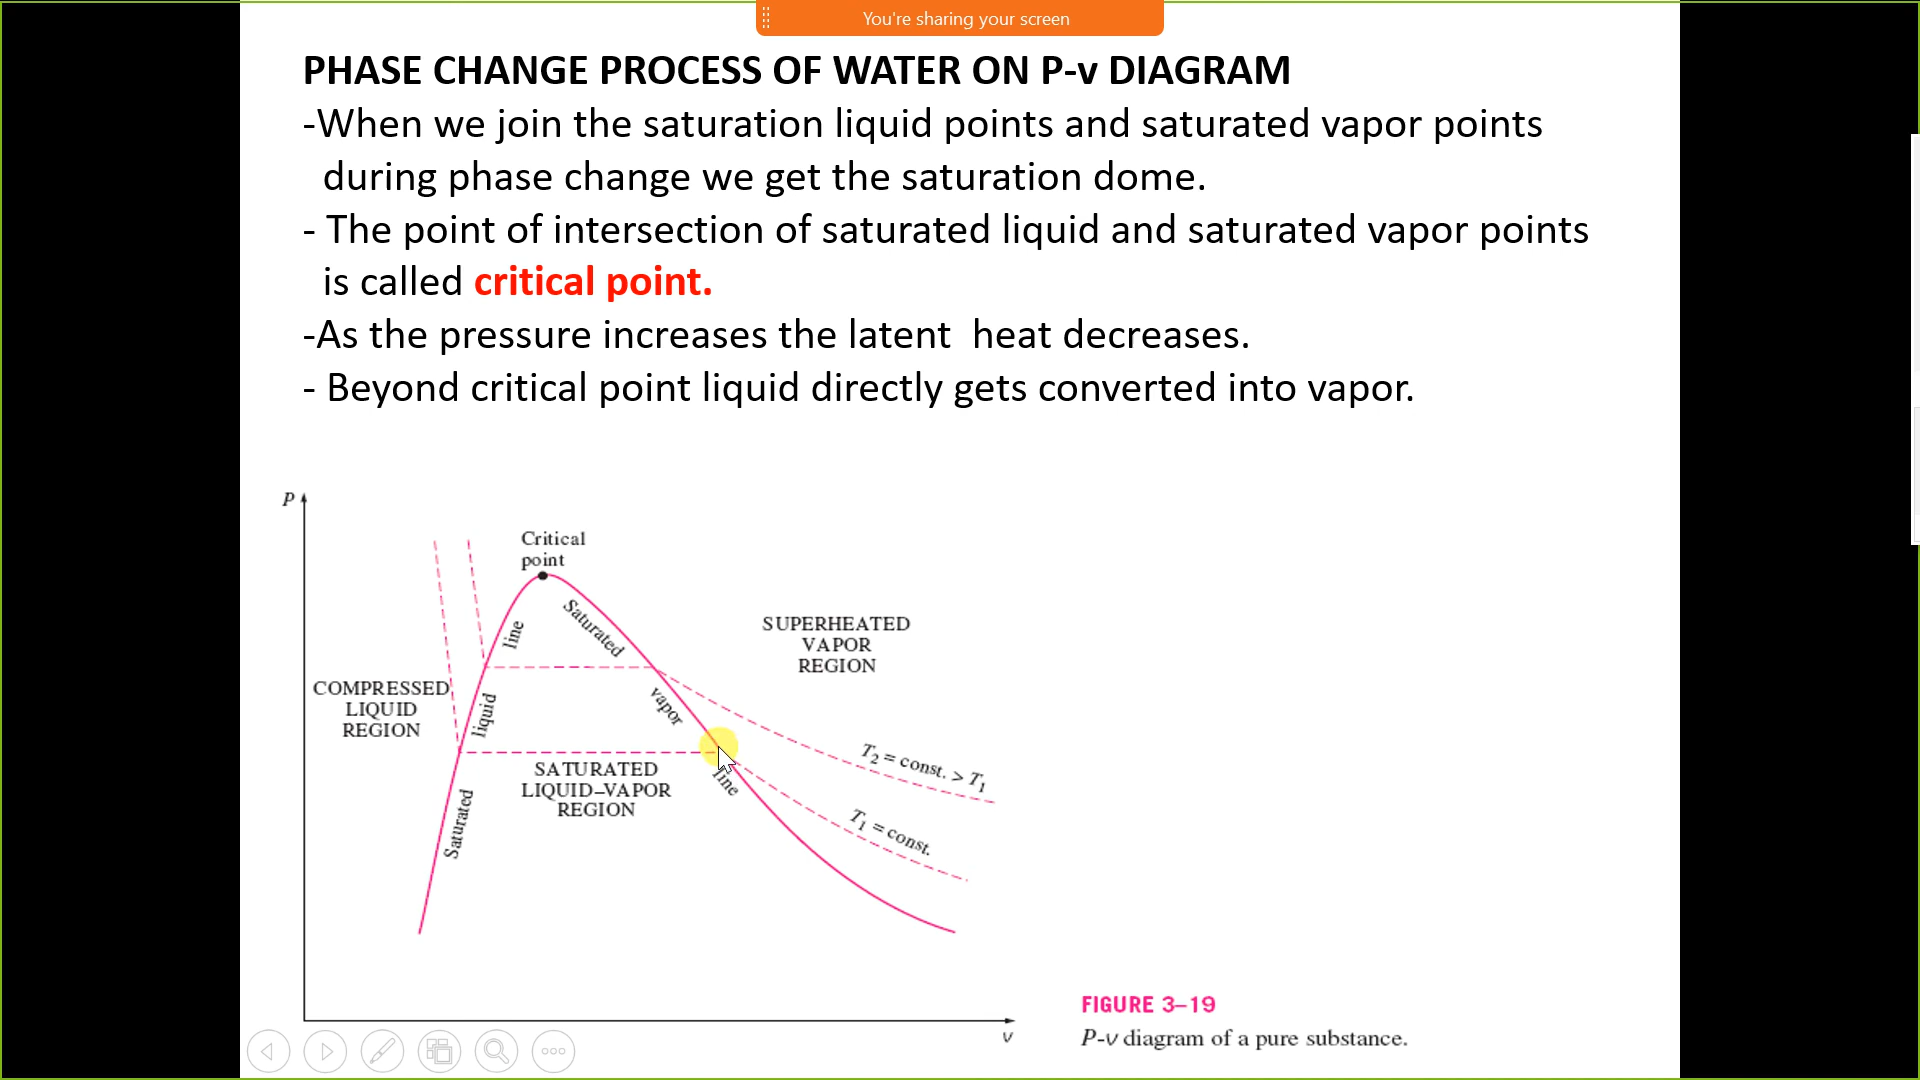 You're sharing your screen
PHASE CHANGE PROCESS OF WATER ON P-v DIAGRAM
-When we join the saturation liquid points and saturated vapor points
during phase change we get the saturation dome.
- The point of intersection of saturated liquid and saturated vapor points
is called critical point.
-As the pressure increases the latent  heat decreases.
- Beyond critical point liquid directly gets converted into vapor.
P
Critical
point
Saturated
liquid
line
Saturated
vapor
line
SUPERHEATED
VAPOR
REGION
COMPRESSED
LIQUID
REGION
SATURATED
LIQUID–VAPOR
REGION
T2 = const. > T1
T1 = const.
v
FIGURE 3–19
P-v diagram of a pure substance.